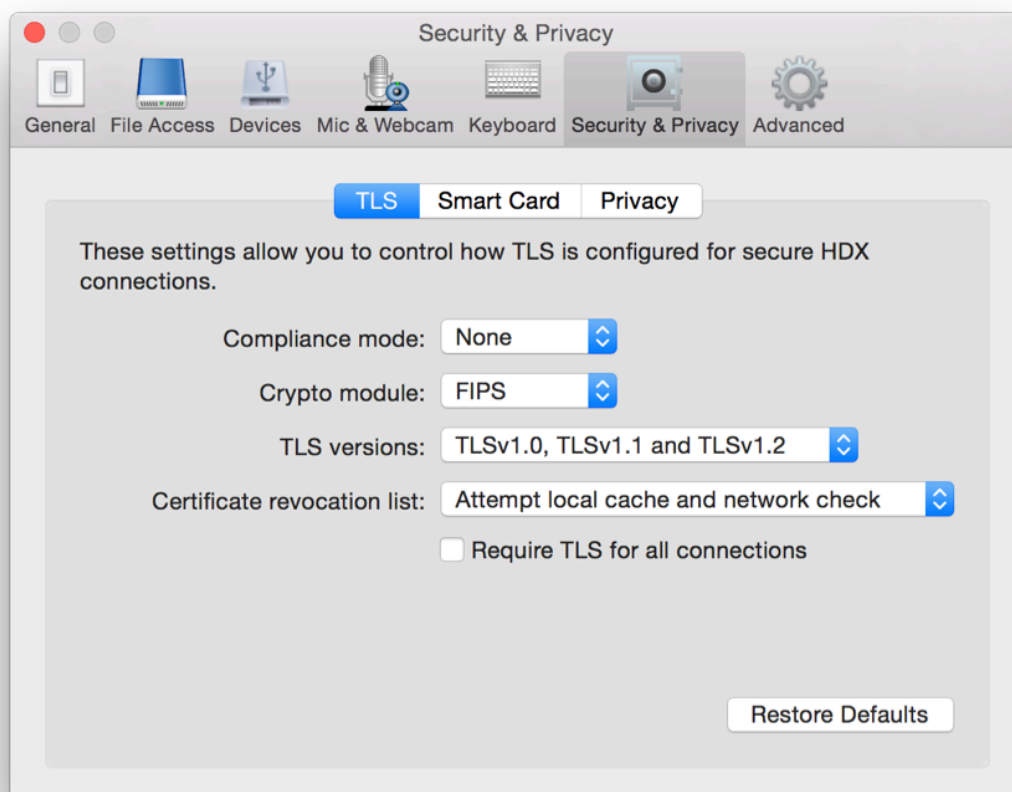 Security & Privacy
General File Access Devices Mic & Webcam Keyboard Security & Privacy Advanced
TLS Smart Card Privacy
These settings allow you to control how TLS is configured for secure HDX
connections.
Compliance mode: None
Crypto module: FIPS
TLS versions: TLSv1.0, TLSv1.1 and TLSv1.2
Certificate revocation list: Attempt local cache and network check
Require TLS for all connections
Restore Defaults